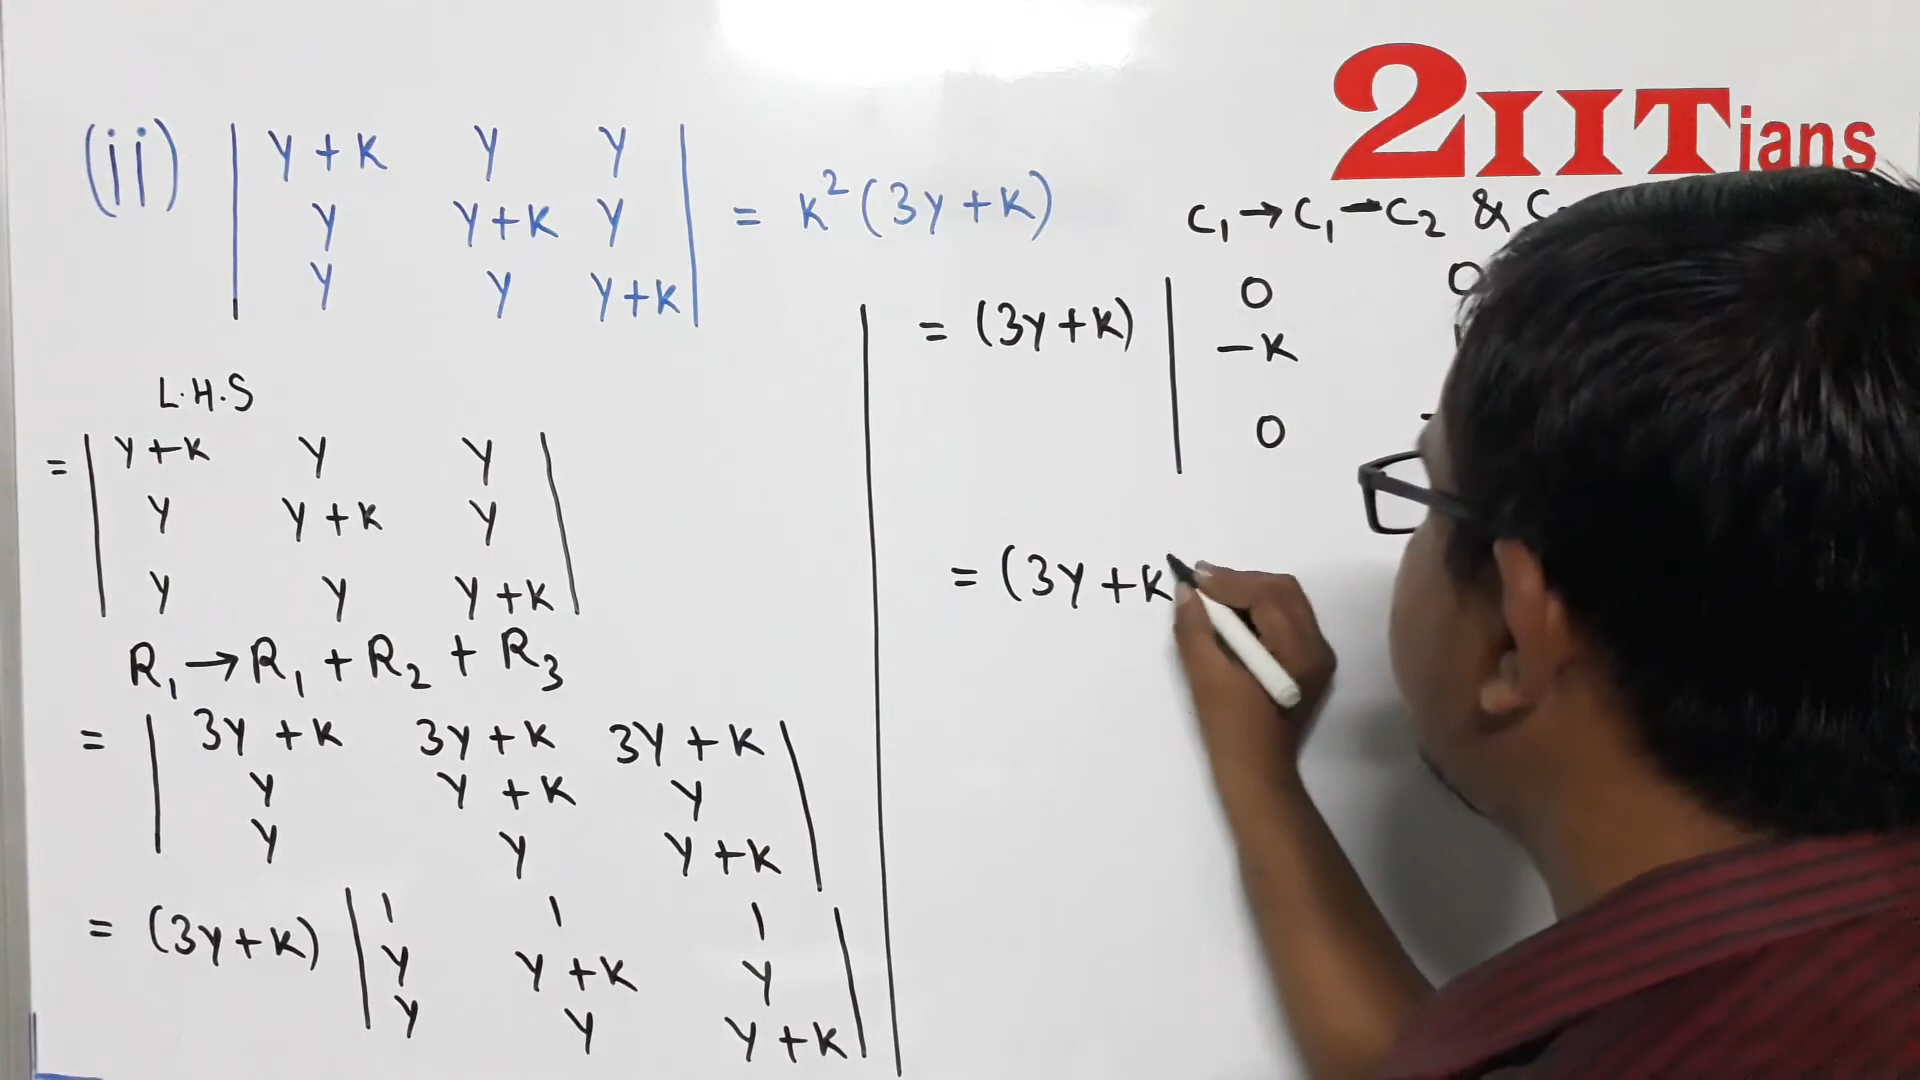 2IITians
(ii) | y+k y y |
| y y+k y | = k²(3y+k)
| y y y+k |
L.H.S
= | y+k y y |
| y y+k y |
| y y y+k |
R₁→R₁+R₂+R₃
= | 3y+k 3y+k 3y+k |
| y y+k y |
| y y y+k |
= (3y+k) | 1 1 1 |
| y y+k y |
| y y y+k |
C₁→C₁-C₂ &
= (3y+k) | 0 0
-k
0
= (3y+k